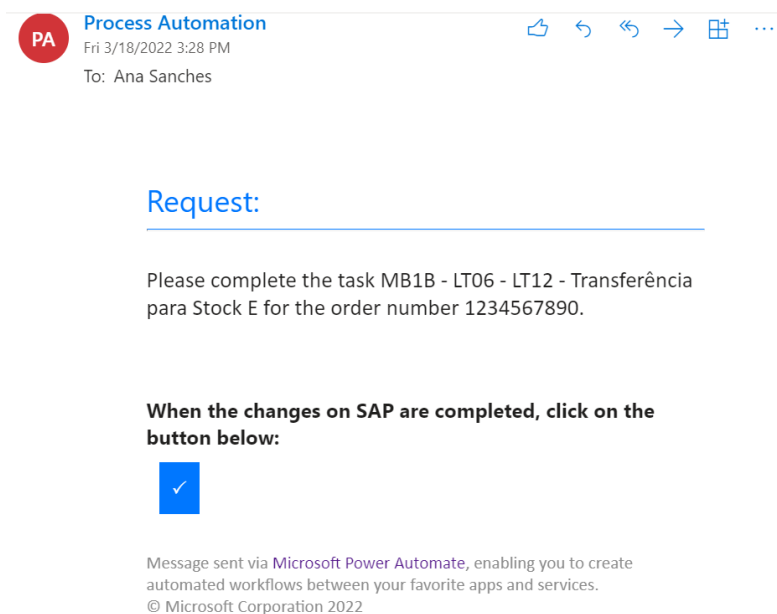 PA
Process Automation
Fri 3/18/2022 3:28 PM
To: Ana Sanches
Request:
Please complete the task MB1B - LT06 - LT12 - Transferência
para Stock E for the order number 1234567890.
When the changes on SAP are completed, click on the
button below:
Message sent via Microsoft Power Automate, enabling you to create
automated workflows between your favorite apps and services.
© Microsoft Corporation 2022